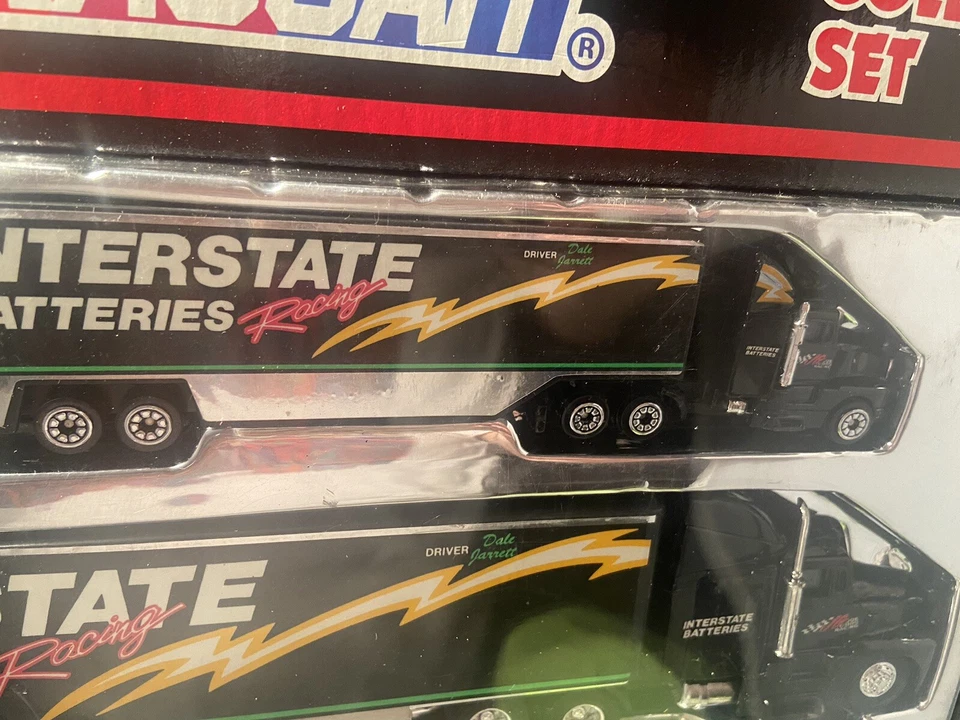 ®
SET
NTERSTATE
ATTERIES Racing
DRIVER Dale Jarrett
INTERSTATE
BATTERIES
STATE
Racing
DRIVER Dale Jarrett
INTERSTATE
BATTERIES